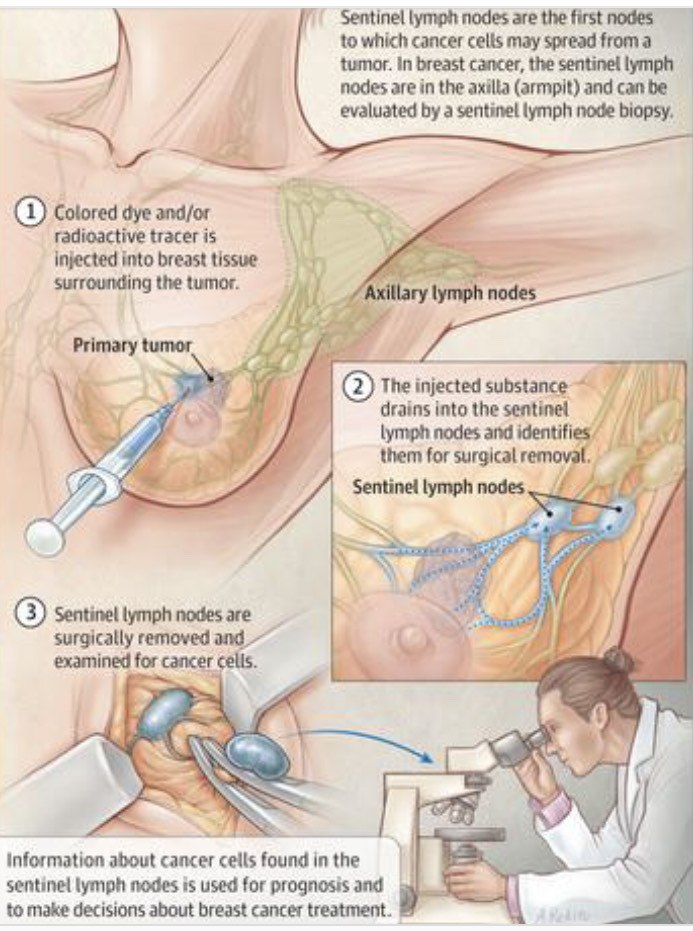 Sentinel lymph nodes are the first nodes
to which cancer cells may spread from a
tumor. In breast cancer, the sentinel lymph
nodes are in the axilla (armpit) and can be
evaluated by a sentinel lymph node biopsy.
1 Colored dye and/or
radioactive tracer is
injected into breast tissue
surrounding the tumor.
Axillary lymph nodes
Primary tumor
2 The injected substance
drains into the sentinel
lymph nodes and identifies
them for surgical removal.
Sentinel lymph nodes
3 Sentinel lymph nodes are
surgically removed and
examined for cancer cells.
Information about cancer cells found in the
sentinel lymph nodes is used for prognosis and
to make decisions about breast cancer treatment.